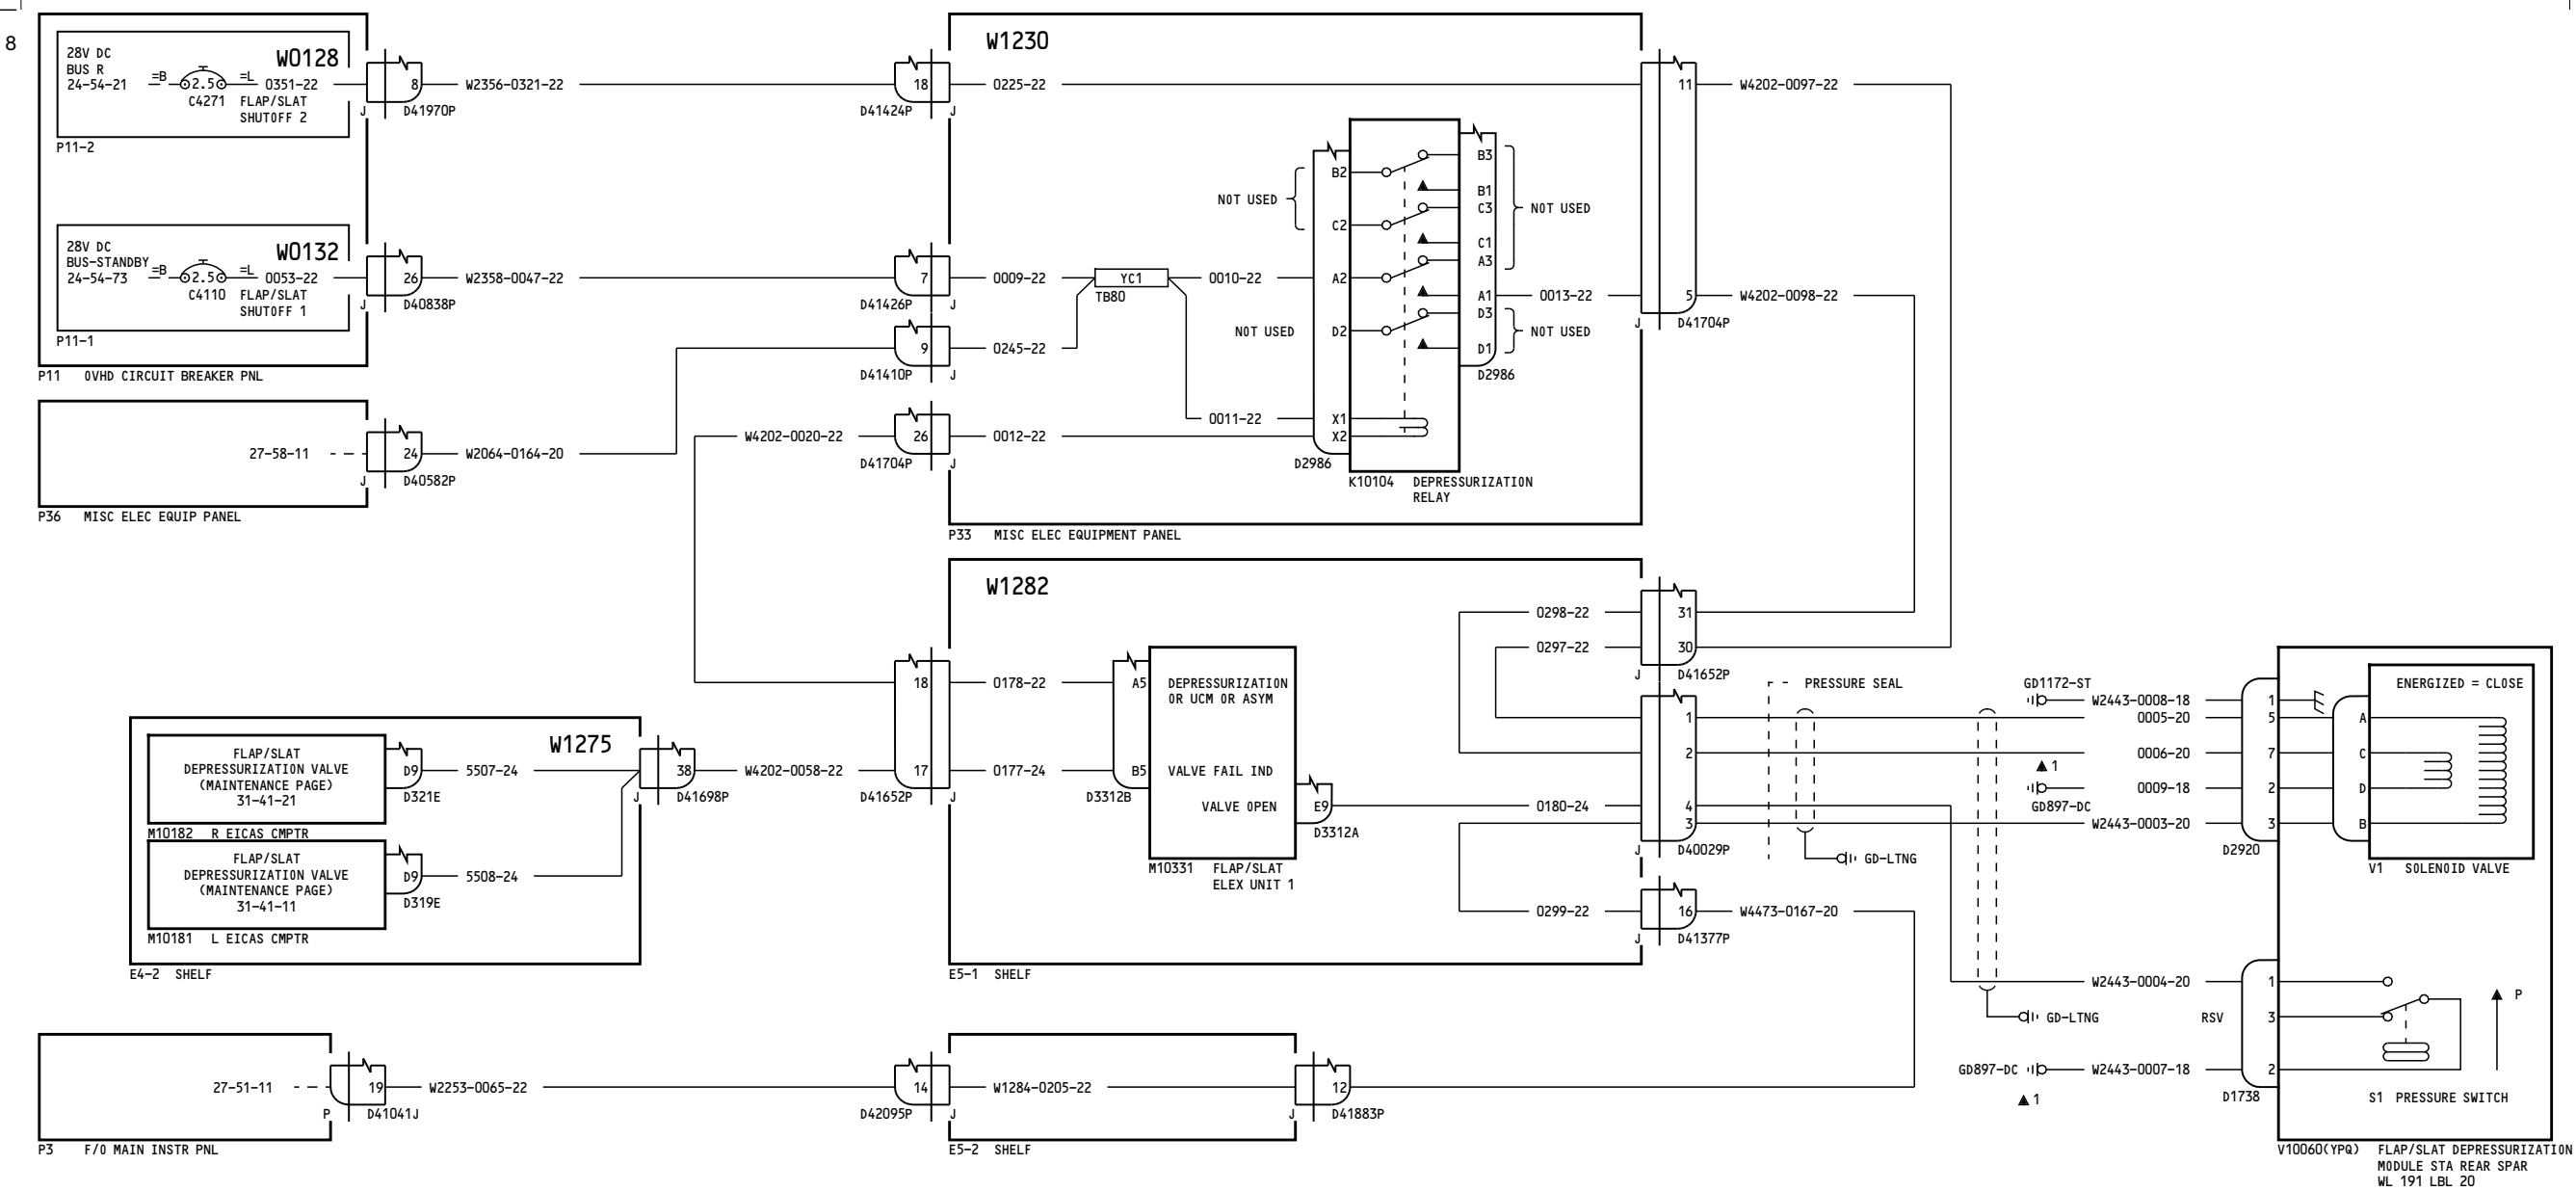 8
28V DC
BUS R
24-54-21
=B
2.5
=L
W0128
0351-22
C4271
FLAP/SLAT
SHUTOFF 2
P11-2
8
J
D41970P
W2356-0321-22
18
D41424P
J
W1230
0225-22
11
W4202-0097-22
28V DC
BUS-STANDBY
24-54-73
=B
2.5
=L
W0132
0053-22
C4110
FLAP/SLAT
SHUTOFF 1
P11-1
26
J
D40838P
W2358-0047-22
7
D41426P
J
0009-22
YC1
TB80
0010-22
0245-22
9
D41410P
J
P11 OVHD CIRCUIT BREAKER PNL
NOT USED
NOT USED
B2
C2
A2
D2
X1
X2
D2986
B3
B1
C3
C1
A3
A1
D3
D1
D2986
NOT USED
NOT USED
0013-22
5
J
D41704P
W4202-0098-22
0011-22
0012-22
K10104 DEPRESSURIZATION
RELAY
P33 MISC ELEC EQUIPMENT PANEL
27-58-11
24
J
D40582P
W2064-0164-20
P36 MISC ELEC EQUIP PANEL
W4202-0020-22
26
D41704P
J
W1282
18
17
D41652P
J
0178-22
0177-24
A5
B5
D3312B
DEPRESSURIZATION
OR UCM OR ASYM
VALVE FAIL IND
VALVE OPEN
E9
D3312A
M10331 FLAP/SLAT
ELEX UNIT 1
0298-22
0297-22
31
30
J
D41652P
0180-24
1
2
4
3
J
D40029P
0299-22
16
J
D41377P
W4473-0167-20
E5-1 SHELF
W1275
FLAP/SLAT
DEPRESSURIZATION VALVE
(MAINTENANCE PAGE)
31-41-21
D9
D321E
5507-24
M10182 R EICAS CMPTR
FLAP/SLAT
DEPRESSURIZATION VALVE
(MAINTENANCE PAGE)
31-41-11
D9
D319E
5508-24
M10181 L EICAS CMPTR
E4-2 SHELF
38
J
D41698P
W4202-0058-22
PRESSURE SEAL
GD-LTNG
GD-LTNG
GD1172-ST
W2443-0008-18
0005-20
0006-20
1
0009-18
GD897-DC
W2443-0003-20
1
5
7
2
3
D2920
A
C
D
B
ENERGIZED = CLOSE
V1 SOLENOID VALVE
W2443-0004-20
RSV
GD897-DC
W2443-0007-18
1
1
3
2
D1738
P
S1 PRESSURE SWITCH
V10060(YPQ) FLAP/SLAT DEPRESSURIZATION
MODULE STA REAR SPAR
WL 191 LBL 20
27-51-11
19
P
D41041J
W2253-0065-22
P3 F/O MAIN INSTR PNL
14
D42095P
J
W1284-0205-22
12
J
D41883P
E5-2 SHELF